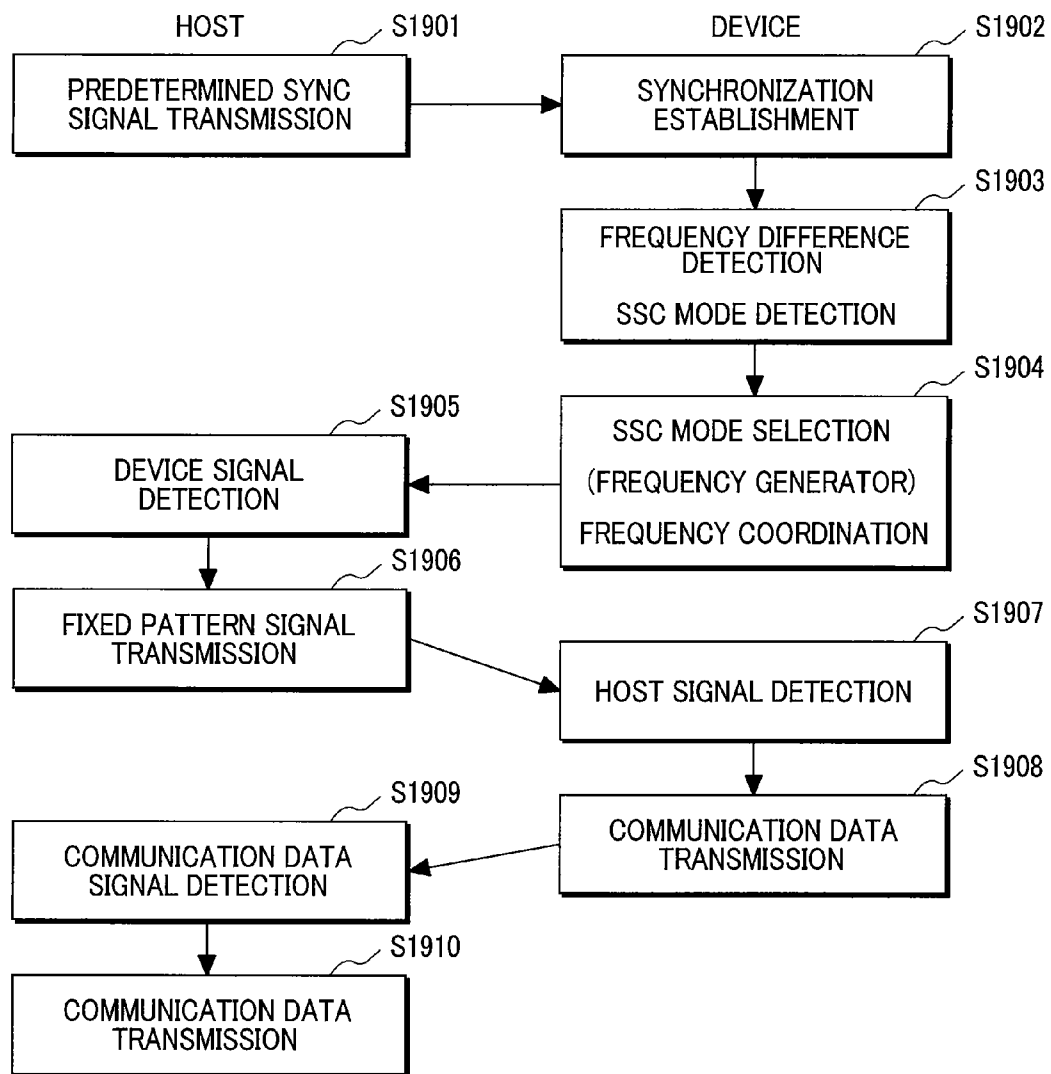 HOST
S1901
PREDETERMINED SYNC
SIGNAL TRANSMISSION
DEVICE
S1902
SYNCHRONIZATION
ESTABLISHMENT
S1903
FREQUENCY DIFFERENCE
DETECTION
SSC MODE DETECTION
S1904
SSC MODE SELECTION
(FREQUENCY GENERATOR)
FREQUENCY COORDINATION
S1905
DEVICE SIGNAL
DETECTION
S1906
FIXED PATTERN SIGNAL
TRANSMISSION
S1907
HOST SIGNAL DETECTION
S1908
COMMUNICATION DATA
TRANSMISSION
S1909
COMMUNICATION DATA
SIGNAL DETECTION
S1910
COMMUNICATION DATA
TRANSMISSION